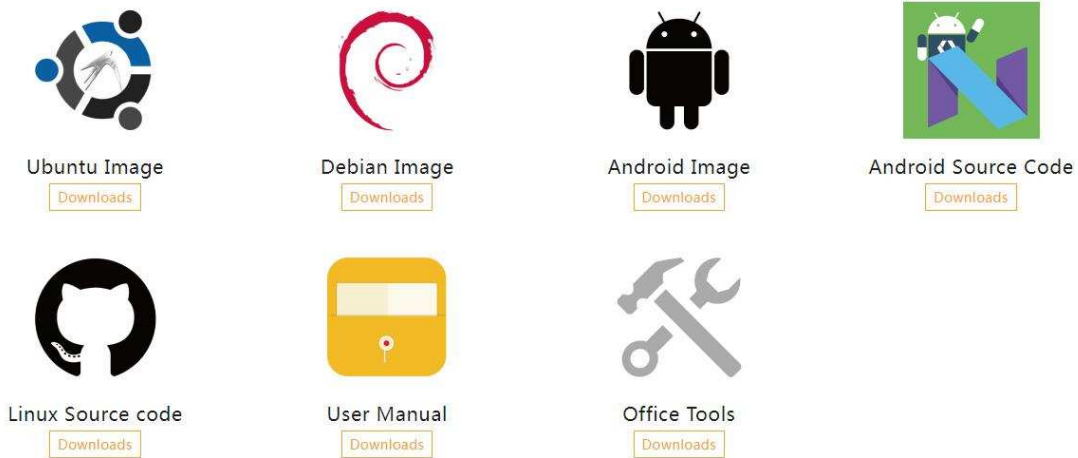 Ubuntu Image
Downloads
Debian Image
Downloads
Android Image
Downloads
Android Source Code
Downloads
Linux Source code
Downloads
User Manual
Downloads
Office Tools
Downloads